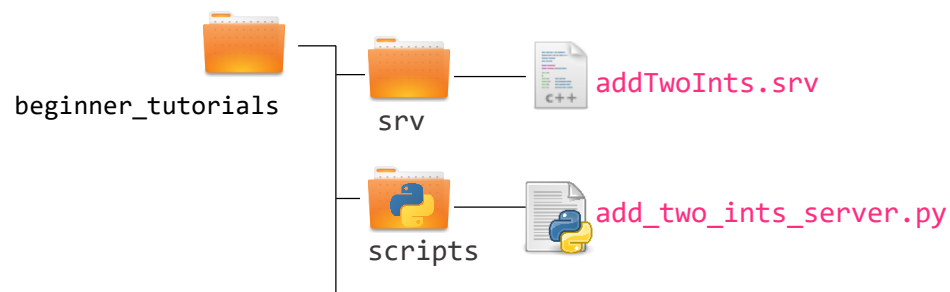 beginner_tutorials
srv
c++
addTwoInts.srv
scripts
add_two_ints_server.py